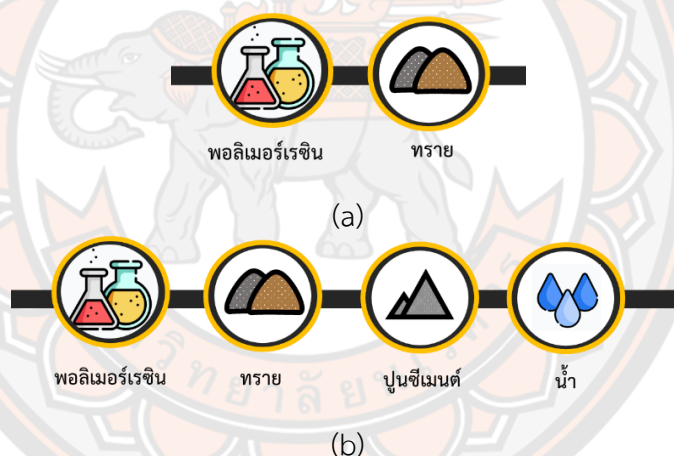 พอลิเมอร์เรซิน ทราย
(a)
พอลิเมอร์เรซิน ทราย ปูนซีเมนต์ น้ำ
(b)